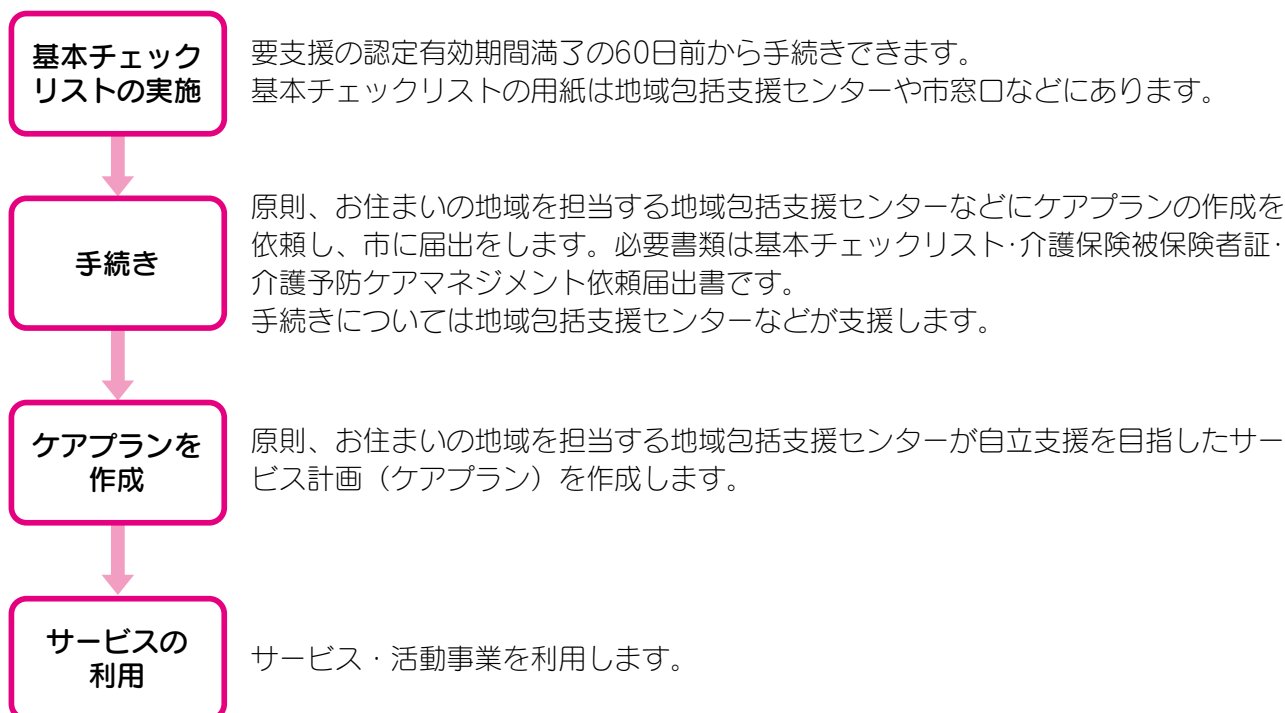 基本チェック
リストの実施
要支援の認定有効期間満了の60日前から手続きできます。
基本チェックリストの用紙は地域包括支援センターや市窓口などにあります。
手続き
原則、お住まいの地域を担当する地域包括支援センターなどにケアプランの作成を
依頼し、市に届出をします。必要書類は基本チェックリスト・介護保険被保険者証・
介護予防ケアマネジメント依頼届出書です。
手続きについては地域包括支援センターなどが支援します。
ケアプランを
作成
原則、お住まいの地域を担当する地域包括支援センターが自立支援を目指したサー
ビス計画（ケアプラン）を作成します。
サービスの
利用
サービス・活動事業を利用します。